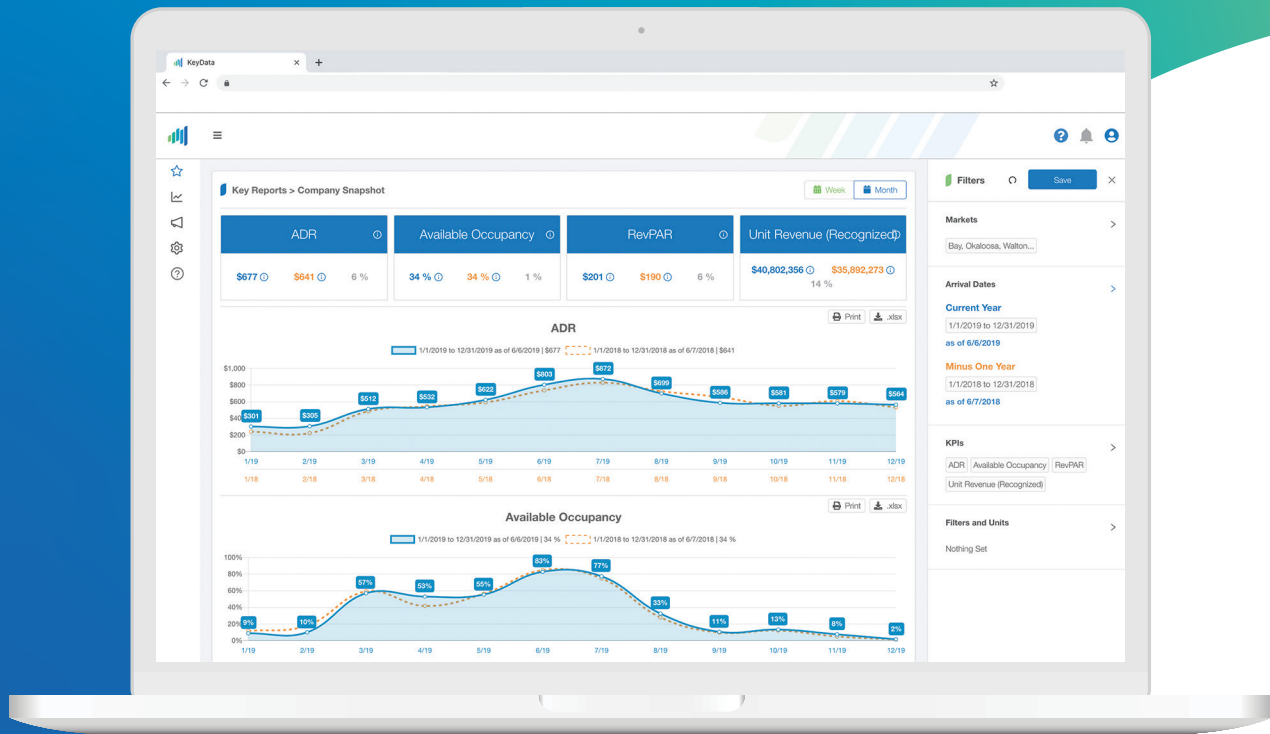 KeyData
Key Reports > Company Snapshot
Week
Month
ADR
Available Occupancy
RevPAR
Unit Revenue (Recognized)
$677
$641
6 %
34 %
34 %
1 %
$201
$190
6 %
$40,802,356
$35,892,273
14 %
Print
.xlsx
ADR
1/1/2019 to 12/31/2019 as of 6/6/2019 | $677
1/1/2018 to 12/31/2018 as of 6/7/2018 | $641
$1,000
$800
$600
$400
$200
$0
$301
$305
$512
$532
$622
$803
$872
$699
$586
$581
$579
$564
1/19 2/19 3/19 4/19 5/19 6/19 7/19 8/19 9/19 10/19 11/19 12/19
1/18 2/18 3/18 4/18 5/18 6/18 7/18 8/18 9/18 10/18 11/18 12/18
Print
.xlsx
Available Occupancy
1/1/2019 to 12/31/2019 as of 6/6/2019 | 34 %
1/1/2018 to 12/31/2018 as of 6/7/2018 | 34 %
100%
80%
60%
40%
20%
0%
9%
10%
57%
53%
55%
83%
77%
33%
11%
13%
8%
2%
1/19 2/19 3/19 4/19 5/19 6/19 7/19 8/19 9/19 10/19 11/19 12/19
Filters
Save
Markets
Bay, Okaloosa, Walton...
Arrival Dates
Current Year
1/1/2019 to 12/31/2019
as of 6/6/2019
Minus One Year
1/1/2018 to 12/31/2018
as of 6/7/2018
KPIs
ADR
Available Occupancy
RevPAR
Unit Revenue (Recognized)
Filters and Units
Nothing Set